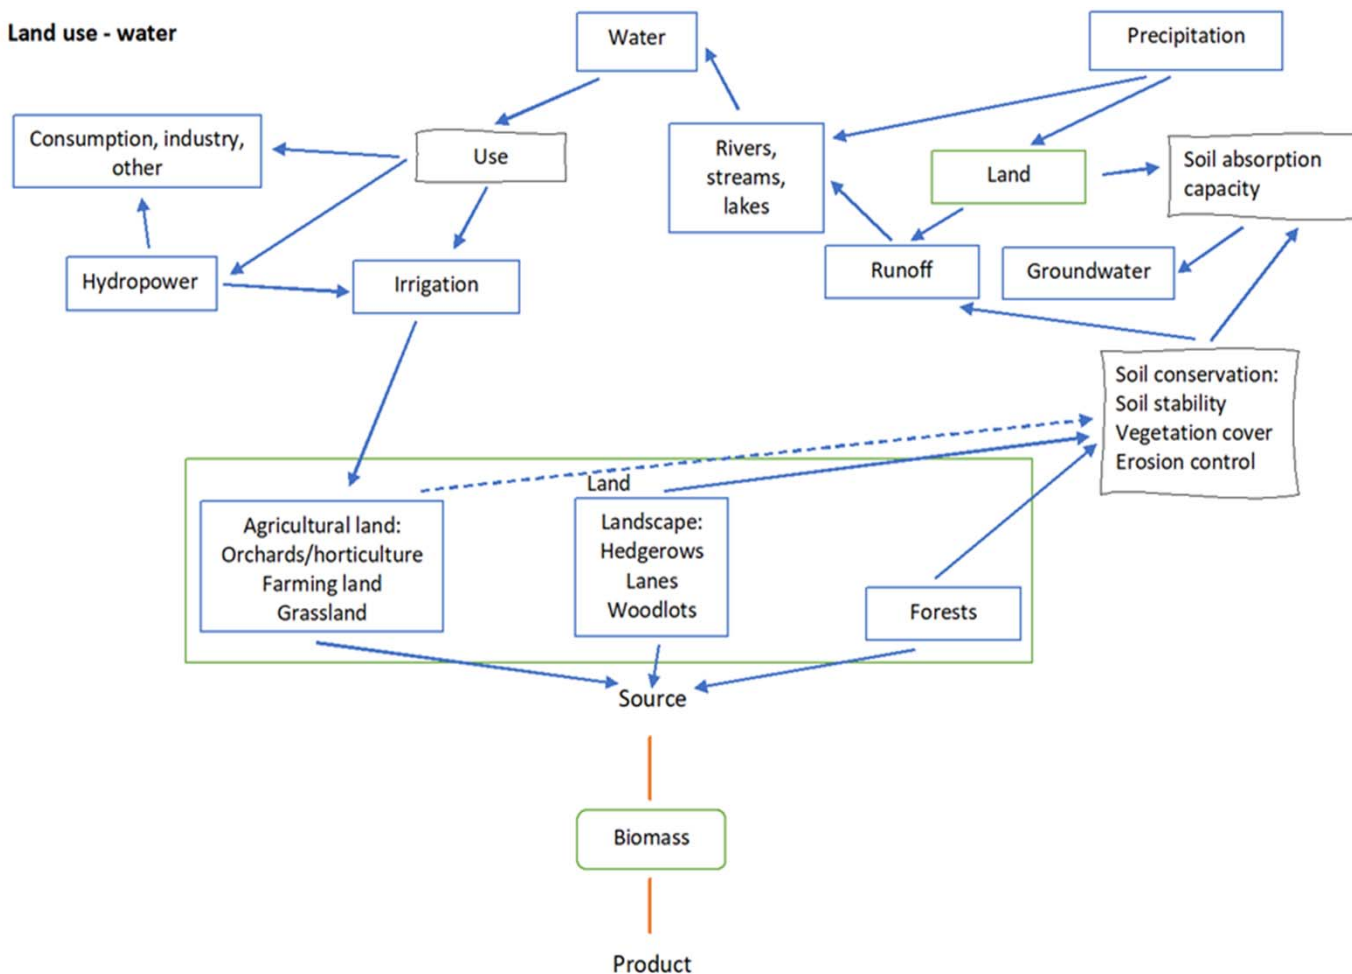 Land use - water
Water
Precipitation
Consumption, industry,
other
Use
Rivers,
streams,
lakes
Land
Soil absorption
capacity
Hydropower
Irrigation
Runoff
Groundwater
Soil conservation:
Soil stability
Vegetation cover
Erosion control
Land
Agricultural land:
Orchards/horticulture
Farming land
Grassland
Landscape:
Hedgerows
Lanes
Woodlots
Forests
Source
Biomass
Product